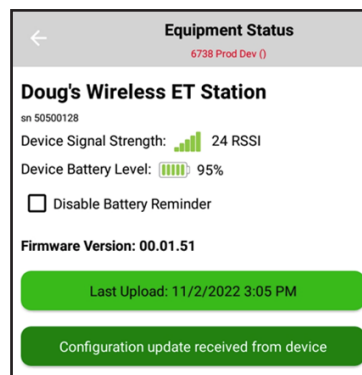 Equipment Status
6738 Prod Dev ()
Doug's Wireless ET Station
sn 50500128
Device Signal Strength: 24 RSSI
Device Battery Level: 95%
Disable Battery Reminder
Firmware Version: 00.01.51
Last Upload: 11/2/2022 3:05 PM
Configuration update received from device